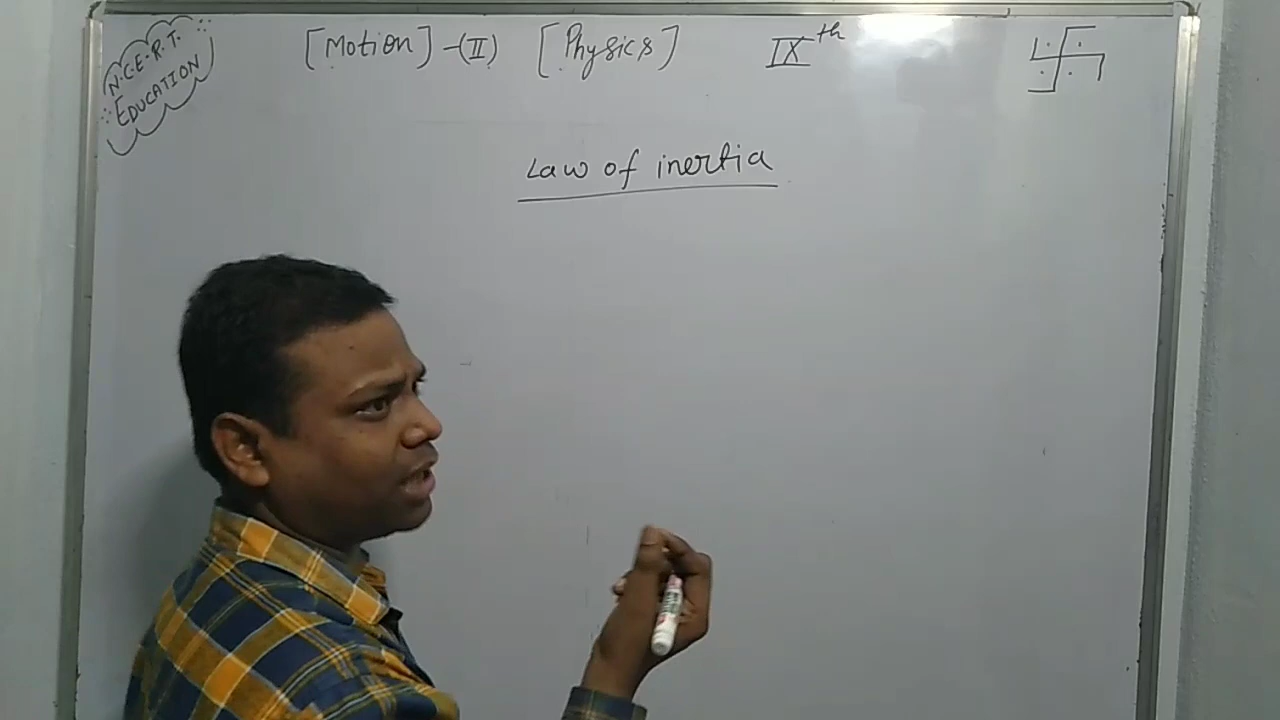 N.C.E.R.T.
EDUCATION
[Motion] -(II) [Physics] IXth
Law of inertia